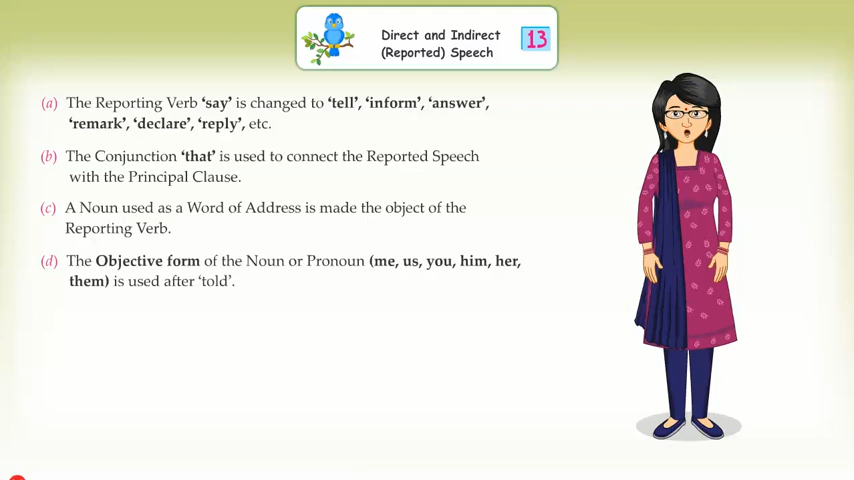 Direct and Indirect
(Reported) Speech
13
(a) The Reporting Verb ‘say’ is changed to ‘tell’, ‘inform’, ‘answer’,
‘remark’, ‘declare’, ‘reply’, etc.
(b) The Conjunction ‘that’ is used to connect the Reported Speech
with the Principal Clause.
(c) A Noun used as a Word of Address is made the object of the
Reporting Verb.
(d) The Objective form of the Noun or Pronoun (me, us, you, him, her,
them) is used after ‘told’.